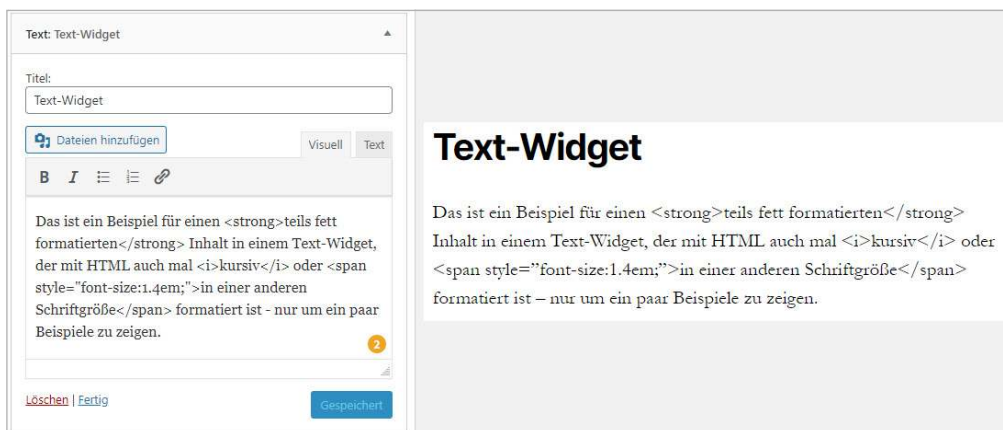 Text: Text-Widget
Titel:
Text-Widget
Dateien hinzufügen
Visuell
Text
B I
Das ist ein Beispiel für einen <strong>teils fett
formatierten</strong> Inhalt in einem Text-Widget,
der mit HTML auch mal <i>kursiv</i> oder <span
style="font-size:1.4em;">in einer anderen
Schriftgröße</span> formatiert ist - nur um ein paar
Beispiele zu zeigen.
2
Löschen | Fertig
Gespeichert
Text-Widget
Das ist ein Beispiel für einen <strong>teils fett formatierten</strong>
Inhalt in einem Text-Widget, der mit HTML auch mal <i>kursiv</i> oder
<span style=”font-size:1.4em;”>in einer anderen Schriftgröße</span>
formatiert ist – nur um ein paar Beispiele zu zeigen.